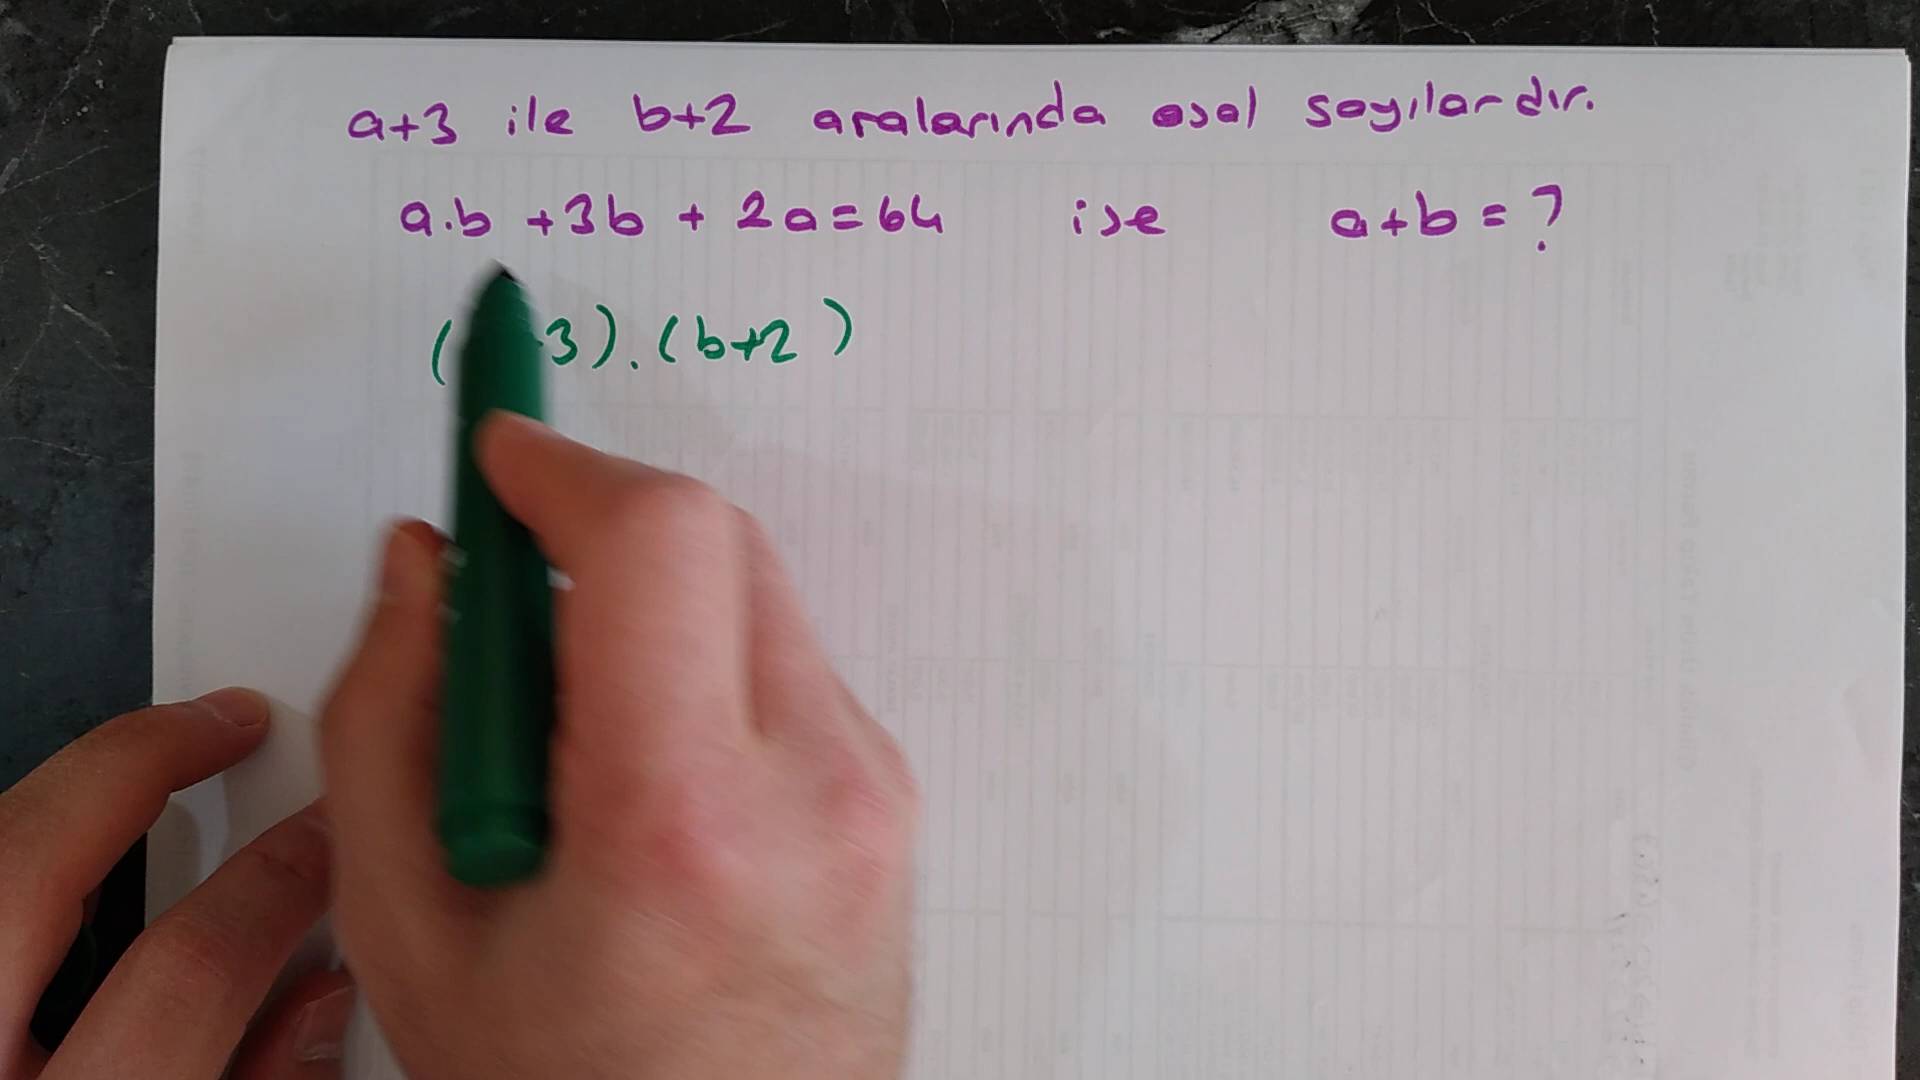 a+3 ile b+2 aralarında asal sayılardır.
a.b +3b + 2a=64 ise a+b=?
( 3).(b+2)